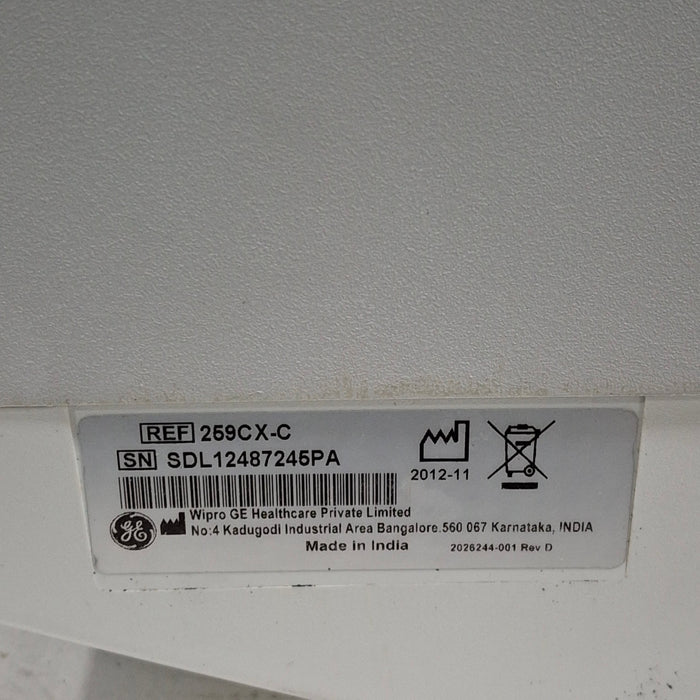 REF 259CX-C
SN SDL12487245PA
2012-11
Wipro GE Healthcare Private Limited
No:4 Kadugodi Industrial Area Bangalore.560 067 Karnataka, INDIA
Made in India
2026244-001 Rev D
GE